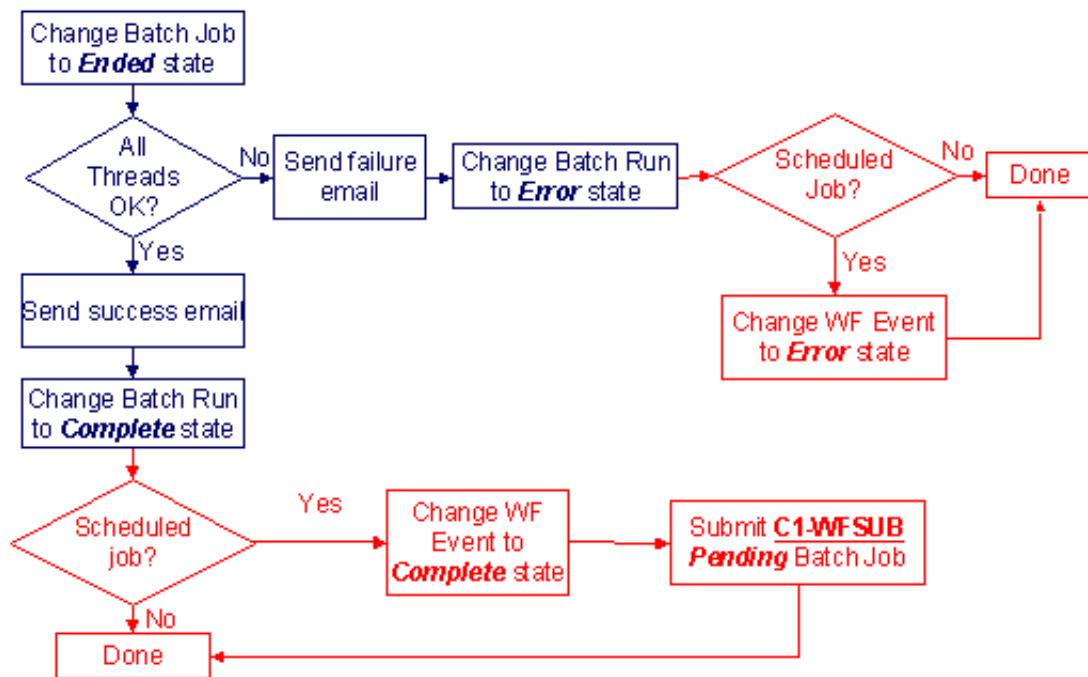 Change Batch Job
to Ended state
All
Threads
OK?
No
Send failure
email
Change Batch Run
to Error state
Scheduled
Job?
No
Done
Yes
Change WF Event
to Error state
Yes
Send success email
Change Batch Run
to Complete state
Scheduled
job?
Yes
Change WF
Event to
Complete state
Submit C1-WFSUB
Pending Batch Job
No
Done